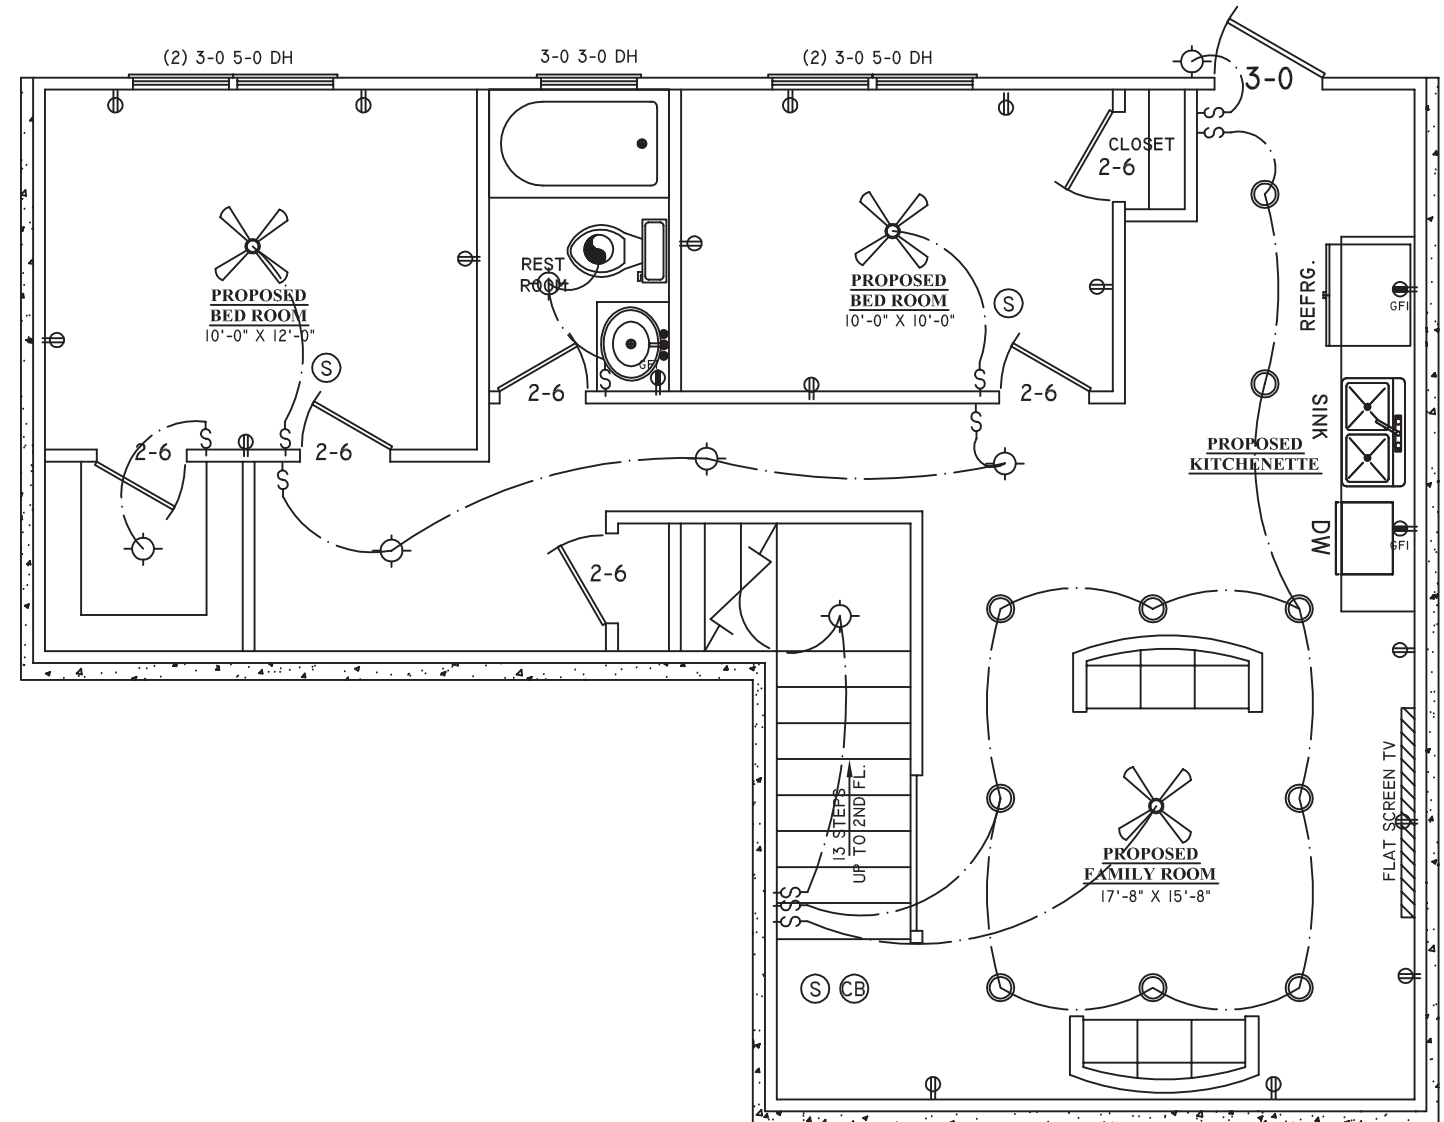 (2) 3-0 5-0 DH
3-0 3-0 DH
(2) 3-0 5-0 DH
3-0
CLOSET
2-6
REST
ROOM
PROPOSED
BED ROOM
10'-0" X 12'-0"
PROPOSED
BED ROOM
10'-0" X 10'-0"
S
S
REFRG.
GFI
GFI
S
S
S
S
S
S
S
S
S
2-6
2-6
2-6
2-6
SINK
PROPOSED
KITCHENETTE
DW
GFI
2-6
13 STEPS
UP TO 2ND FL.
FLAT SCREEN TV
PROPOSED
FAMILY ROOM
17'-8" X 15'-8"
S
S
S
S
CB